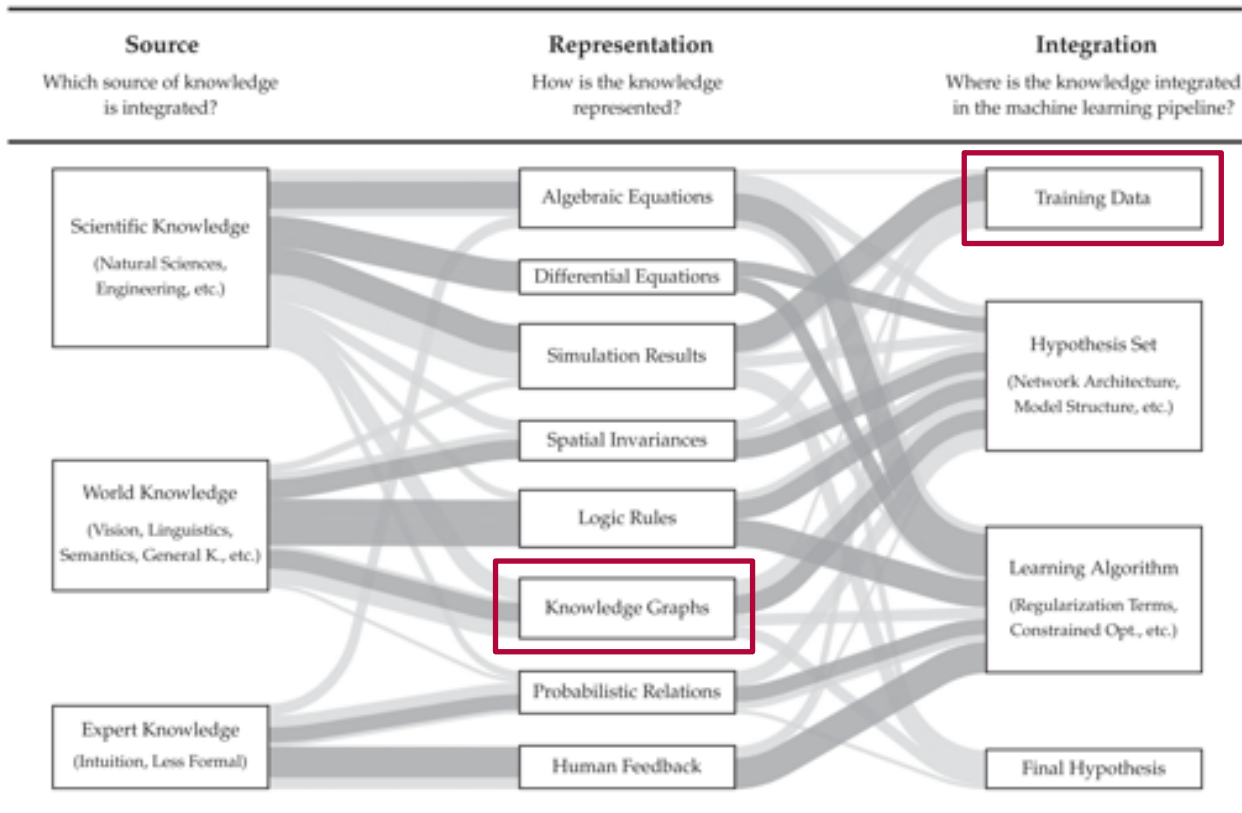 Source
Which source of knowledge
is integrated?
Representation
How is the knowledge
represented?
Integration
Where is the knowledge integrated
in the machine learning pipeline?
Scientific Knowledge
(Natural Sciences,
Engineering, etc.)
World Knowledge
(Vision, Linguistics,
Semantics, General K., etc.)
Expert Knowledge
(Intuition, Less Formal)
Algebraic Equations
Differential Equations
Simulation Results
Spatial Invariances
Logic Rules
Knowledge Graphs
Probabilistic Relations
Human Feedback
Training Data
Hypothesis Set
(Network Architecture,
Model Structure, etc.)
Learning Algorithm
(Regularization Terms,
Constrained Opt., etc.)
Final Hypothesis